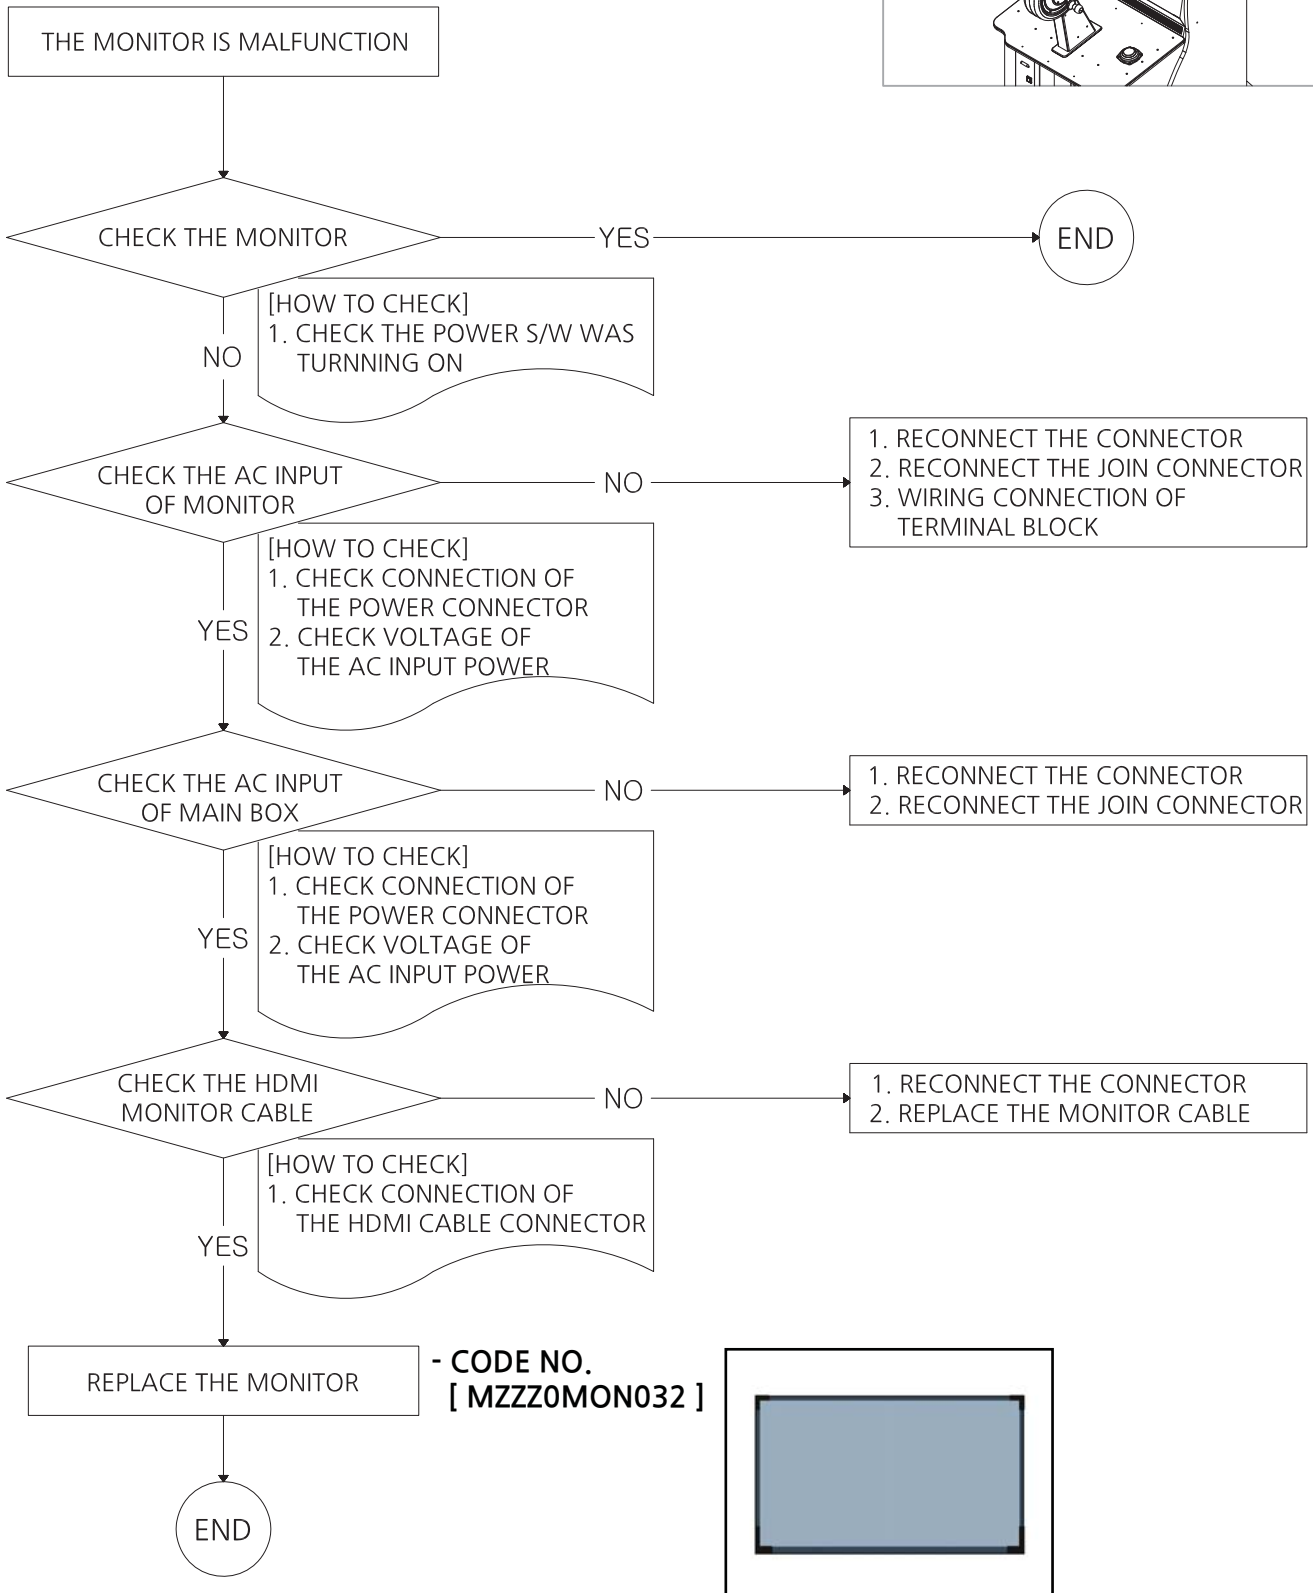 THE MONITOR IS MALFUNCTION
CHECK THE MONITOR
YES
END
[HOW TO CHECK]
1. CHECK THE POWER S/W WAS
TURNNING ON
NO
CHECK THE AC INPUT
OF MONITOR
NO
1. RECONNECT THE CONNECTOR
2. RECONNECT THE JOIN CONNECTOR
3. WIRING CONNECTION OF
TERMINAL BLOCK
[HOW TO CHECK]
1. CHECK CONNECTION OF
THE POWER CONNECTOR
2. CHECK VOLTAGE OF
THE AC INPUT POWER
YES
CHECK THE AC INPUT
OF MAIN BOX
NO
1. RECONNECT THE CONNECTOR
2. RECONNECT THE JOIN CONNECTOR
[HOW TO CHECK]
1. CHECK CONNECTION OF
THE POWER CONNECTOR
2. CHECK VOLTAGE OF
THE AC INPUT POWER
YES
CHECK THE HDMI
MONITOR CABLE
NO
1. RECONNECT THE CONNECTOR
2. REPLACE THE MONITOR CABLE
[HOW TO CHECK]
1. CHECK CONNECTION OF
THE HDMI CABLE CONNECTOR
YES
REPLACE THE MONITOR
- CODE NO.
[ MZZZ0MON032 ]
END